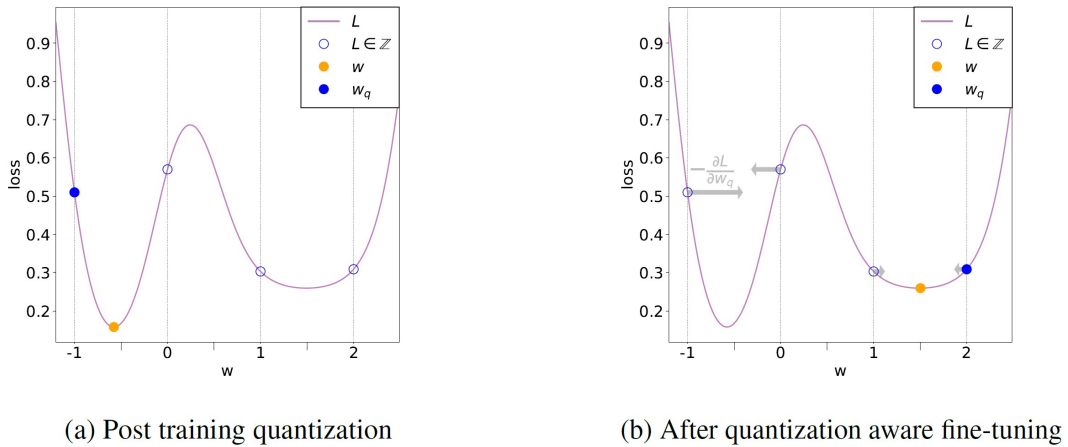 L
L ∈ ℤ
w
w_q
0.9
0.8
0.7
0.6
0.5
0.4
0.3
0.2
loss
-1 0 1 2
w
(a) Post training quantization
L
L ∈ ℤ
w
w_q
0.9
0.8
0.7
0.6
0.5
0.4
0.3
0.2
loss
−∂L/∂w_q
-1 0 1 2
w
(b) After quantization aware fine-tuning